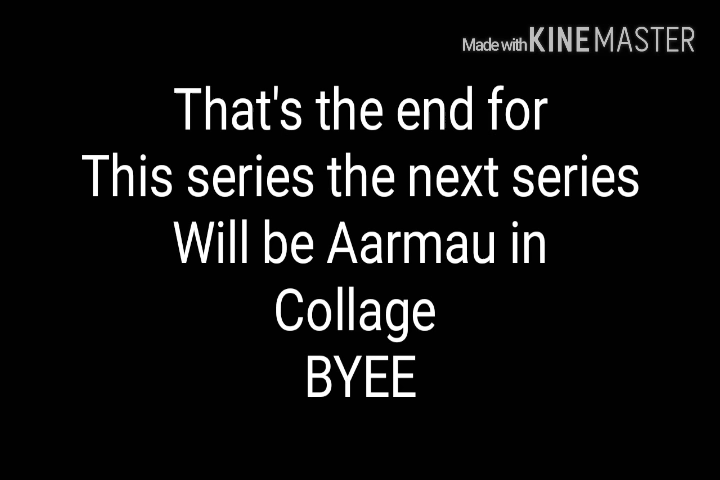 Made with KINEMASTER
That's the end for
This series the next series
Will be Aarmau in
Collage
BYEE